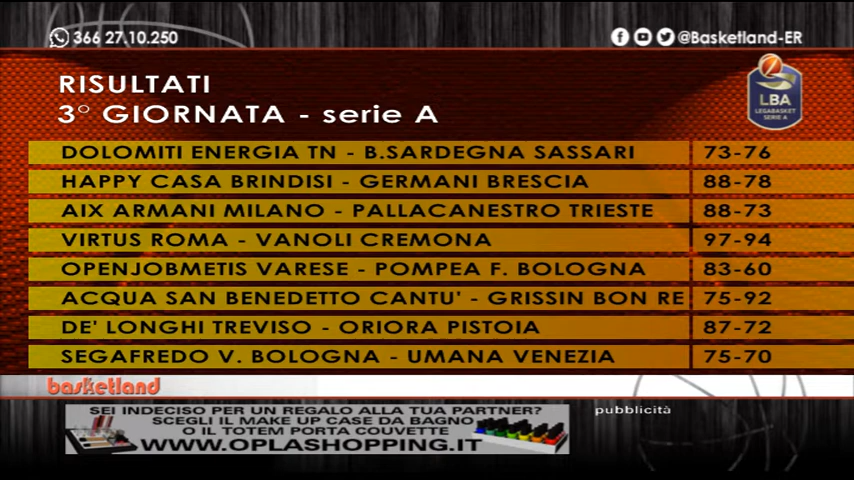 366 27.10.250
@Basketland-ER
RISULTATI
3° GIORNATA - serie A
LBA
LEGABASKET
SERIE A
DOLOMITI ENERGIA TN - B.SARDEGNA SASSARI 73-76
HAPPY CASA BRINDISI - GERMANI BRESCIA 88-78
AIX ARMANI MILANO - PALLACANESTRO TRIESTE 88-73
VIRTUS ROMA - VANOLI CREMONA 97-94
OPENJOBMETIS VARESE - POMPEA F. BOLOGNA 83-60
ACQUA SAN BENEDETTO CANTU' - GRISSIN BON RE 75-92
DE' LONGHI TREVISO - ORIORA PISTOIA 87-72
SEGAFREDO V. BOLOGNA - UMANA VENEZIA 75-70
basketland
SEI INDECISO PER UN REGALO ALLA TUA PARTNER?
SCEGLI IL MAKE UP CASE DA BAGNO
O IL TOTEM PORTA COUVETTE
WWW.OPLASHOPPING.IT
pubblicità